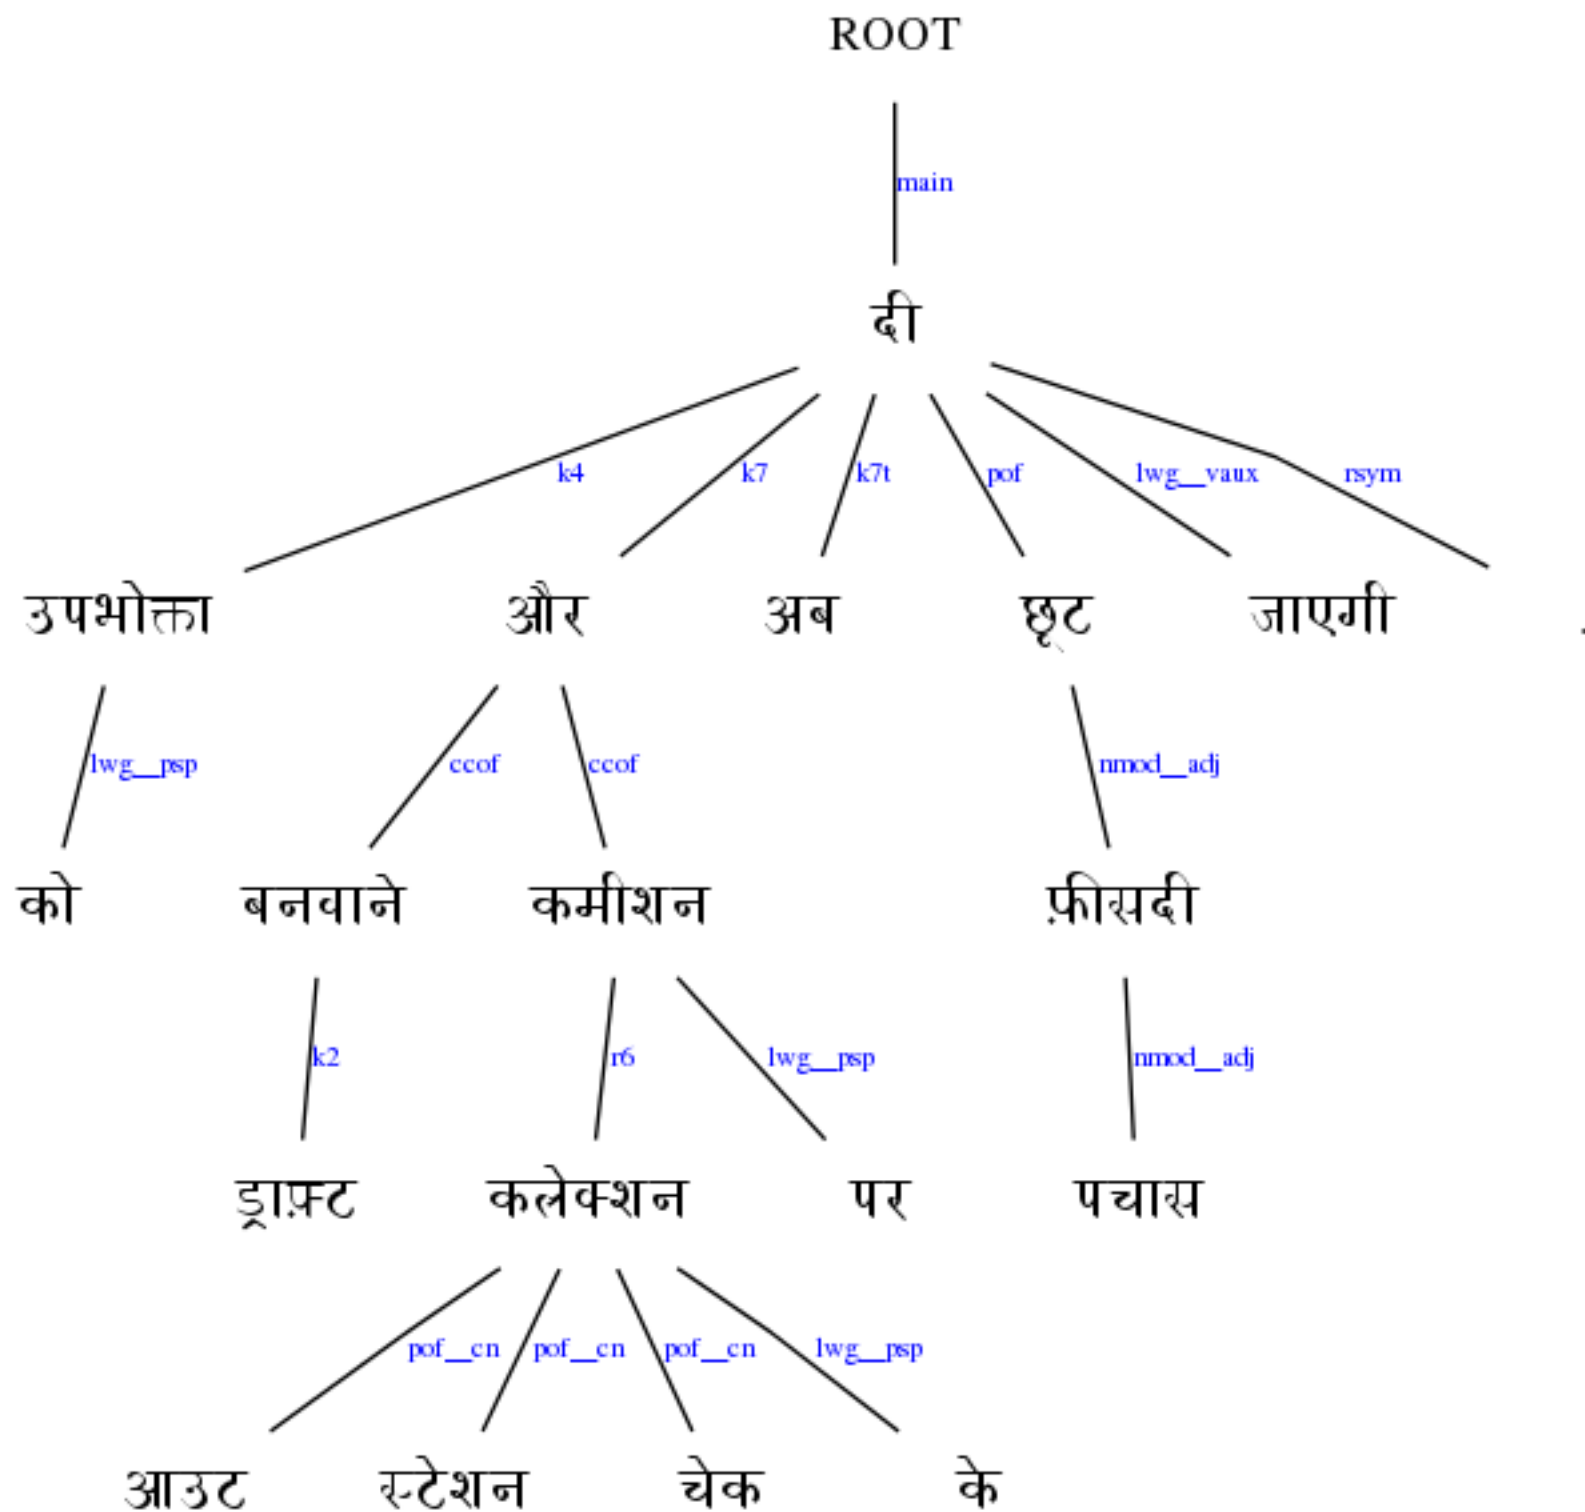 ROOT
main
दी
k4 k7 k7t pof lwg__vaux rsym
उपभोक्ता और अब छूट जाएगी .
lwg__psp ccof ccof nmod__adj
को बनवाने कमीशन फ़ीसदी
k2 r6 lwg__psp nmod__adj
ड्राफ़्ट कलेक्शन पर पचास
pof__cn pof__cn pof__cn lwg__psp
आउट स्टेशन चेक के